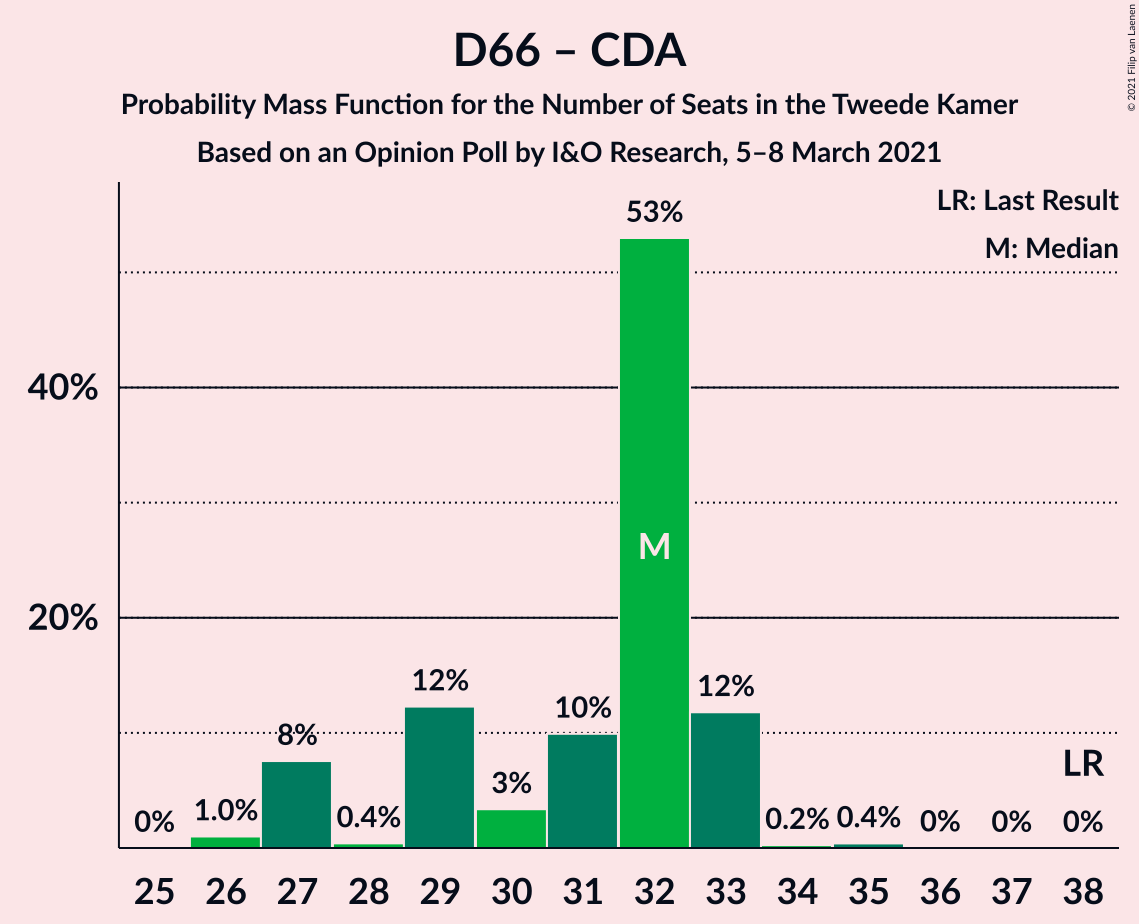 D66 – CDA
Probability Mass Function for the Number of Seats in the Tweede Kamer
Based on an Opinion Poll by I&O Research, 5–8 March 2021
© 2021 Filip van Laenen
LR: Last Result
M: Median
53%
40%
M
20%
12%
12%
10%
8%
LR
3%
1.0%
0%
0.4%
0.2%
0.4%
0%
0%
0%
25 26 27 28 29 30 31 32 33 34 35 36 37 38